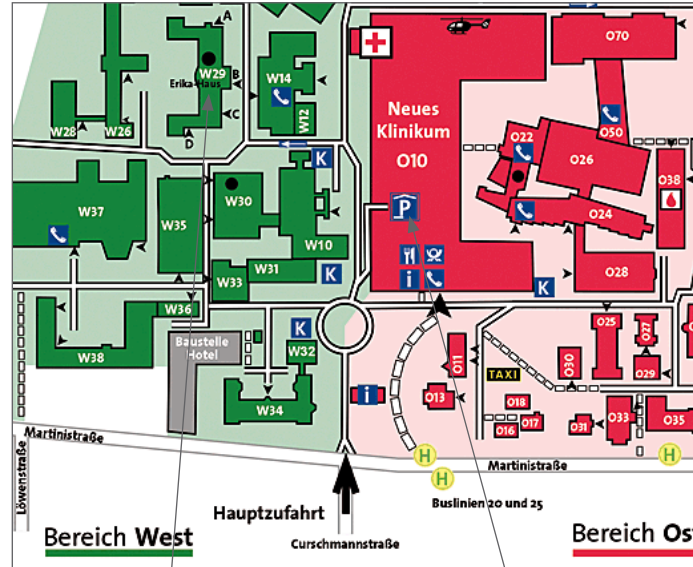 A
O70
W29
B
Erika-Haus
W14
C
W12
W28
W26
D
Neues
Klinikum
O10
O50
O22
O26
O38
K
W37
W35
W30
P
O24
W10
W31
K
W33
i
O28
K
W36
Baustelle
Hotel
W38
K
W32
W34
O25
O27
O11
O30
O29
TAXI
i
O13
O18
O17
O16
O31
O33
O35
Martinistraße
Löwenstraße
H
H
Martinistraße
H
Buslinien 20 und 25
Hauptzufahrt
Curschmannstraße
Bereich West
Bereich Os